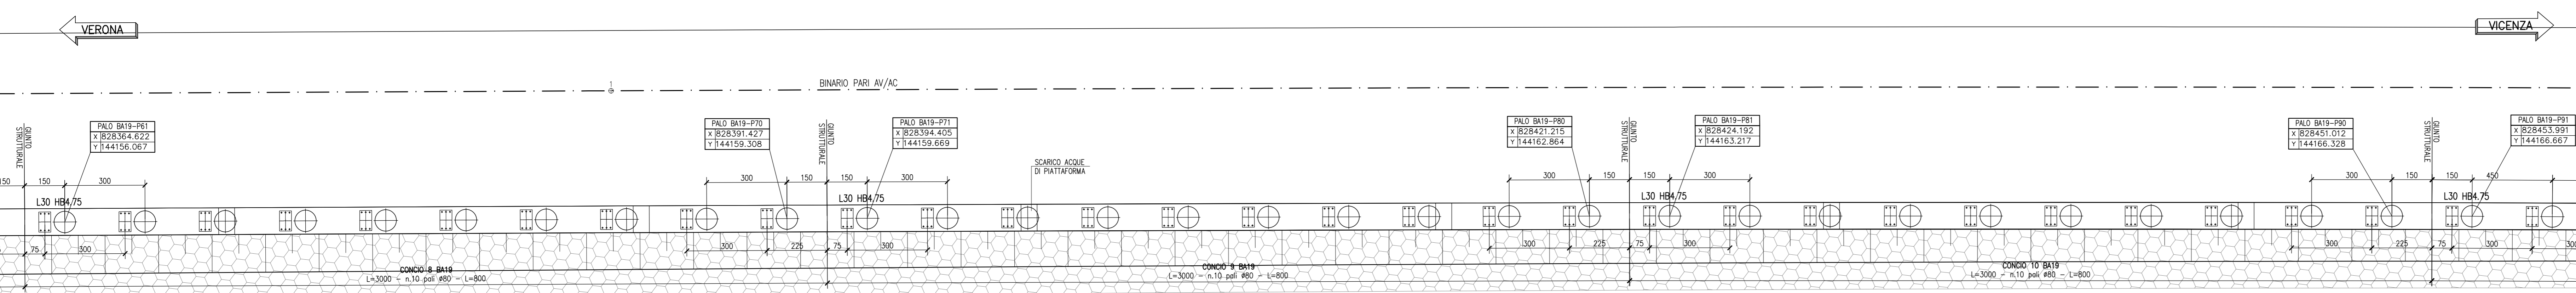 VERONA
VICENZA
BINARIO PARI AV/AC
1
GIUNTO
STRUTTURALE
PALO BA19-P61
X 828364.622
Y 144156.067
PALO BA19-P70
X 828391.427
Y 144159.308
GIUNTO
STRUTTURALE
PALO BA19-P71
X 828394.405
Y 144159.669
SCARICO ACQUE
DI PIATTAFORMA
PALO BA19-P80
X 828421.215
Y 144162.864
GIUNTO
STRUTTURALE
PALO BA19-P81
X 828424.192
Y 144163.217
PALO BA19-P90
X 828451.012
Y 144166.328
GIUNTO
STRUTTURALE
PALO BA19-P91
X 828453.991
Y 144166.667
150 150 300
300 150 150 300
300 150 150 300
300 150 150 450
L30 HB4,75
L30 HB4,75
L30 HB4,75
L30 HB4,75
75 300
300 225 75 300
300 225 75 300
300 225 75 300
CONCIO 8 BA19
L=3000 - n.10 pali ø80 - L=800
CONCIO 9 BA19
L=3000 - n.10 pali ø80 - L=800
CONCIO 10 BA19
L=3000 - n.10 pali ø80 - L=800